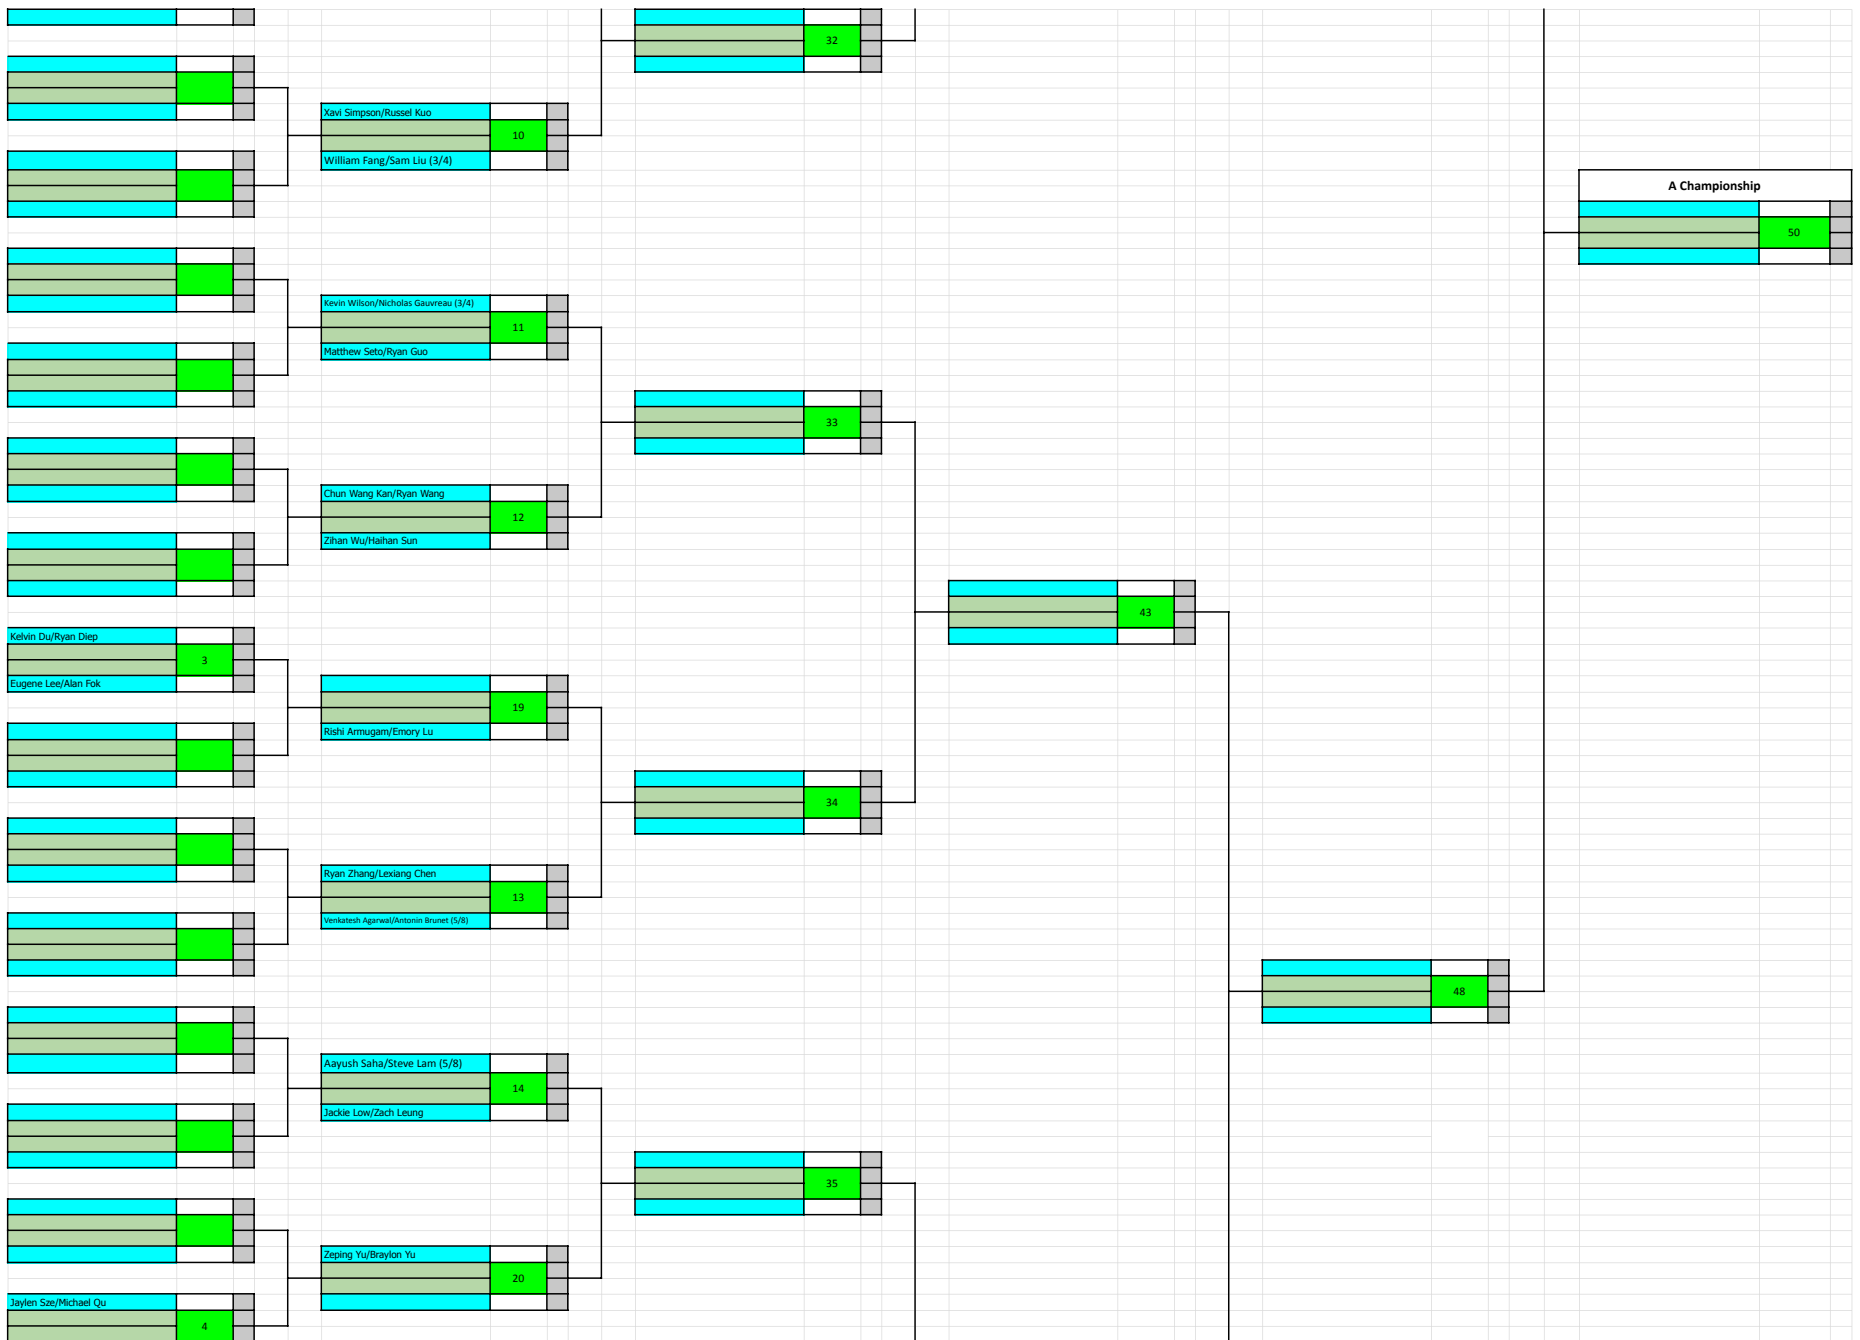 32
Xavi Simpson/Russel Kuo
10
William Fang/Sam Liu (3/4)
A Championship
50
Kevin Wilson/Nicholas Gauvreau (3/4)
11
Matthew Seto/Ryan Guo
33
Chun Wang Kan/Ryan Wang
12
Zihan Wu/Haihan Sun
43
Kelvin Du/Ryan Diep
3
Eugene Lee/Alan Fok
19
Rishi Armugam/Emory Lu
34
Ryan Zhang/Lexiang Chen
13
Venkatesh Agarwal/Antonin Brunet (5/8)
48
Aayush Saha/Steve Lam (5/8)
14
Jackie Low/Zach Leung
35
Zeping Yu/Braylon Yu
20
Jaylen Sze/Michael Qu
4